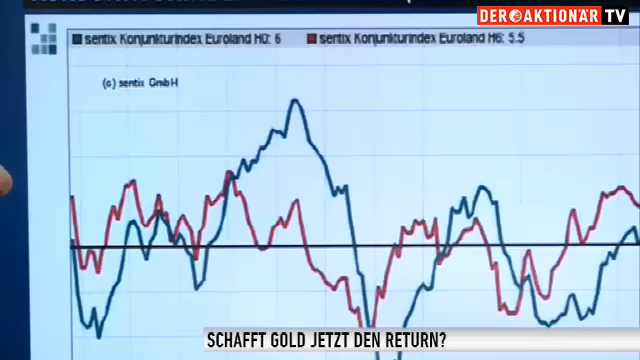 DER AKTIONÄR TV
sentix Konjunkturindex Euroland H0: 6
sentix Konjunkturindex Euroland H6: 5.5
(c) sentix GmbH
SCHAFFT GOLD JETZT DEN RETURN?